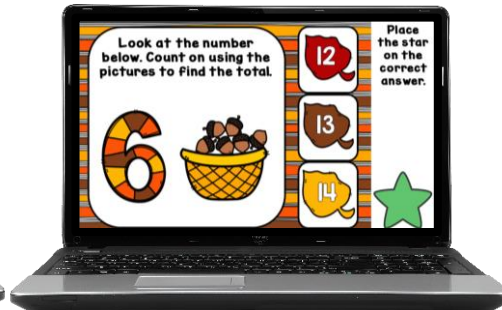 Look at the number
below. Count on using the
pictures to find the total.
6
12
13
14
Place
the star
on the
correct
answer.